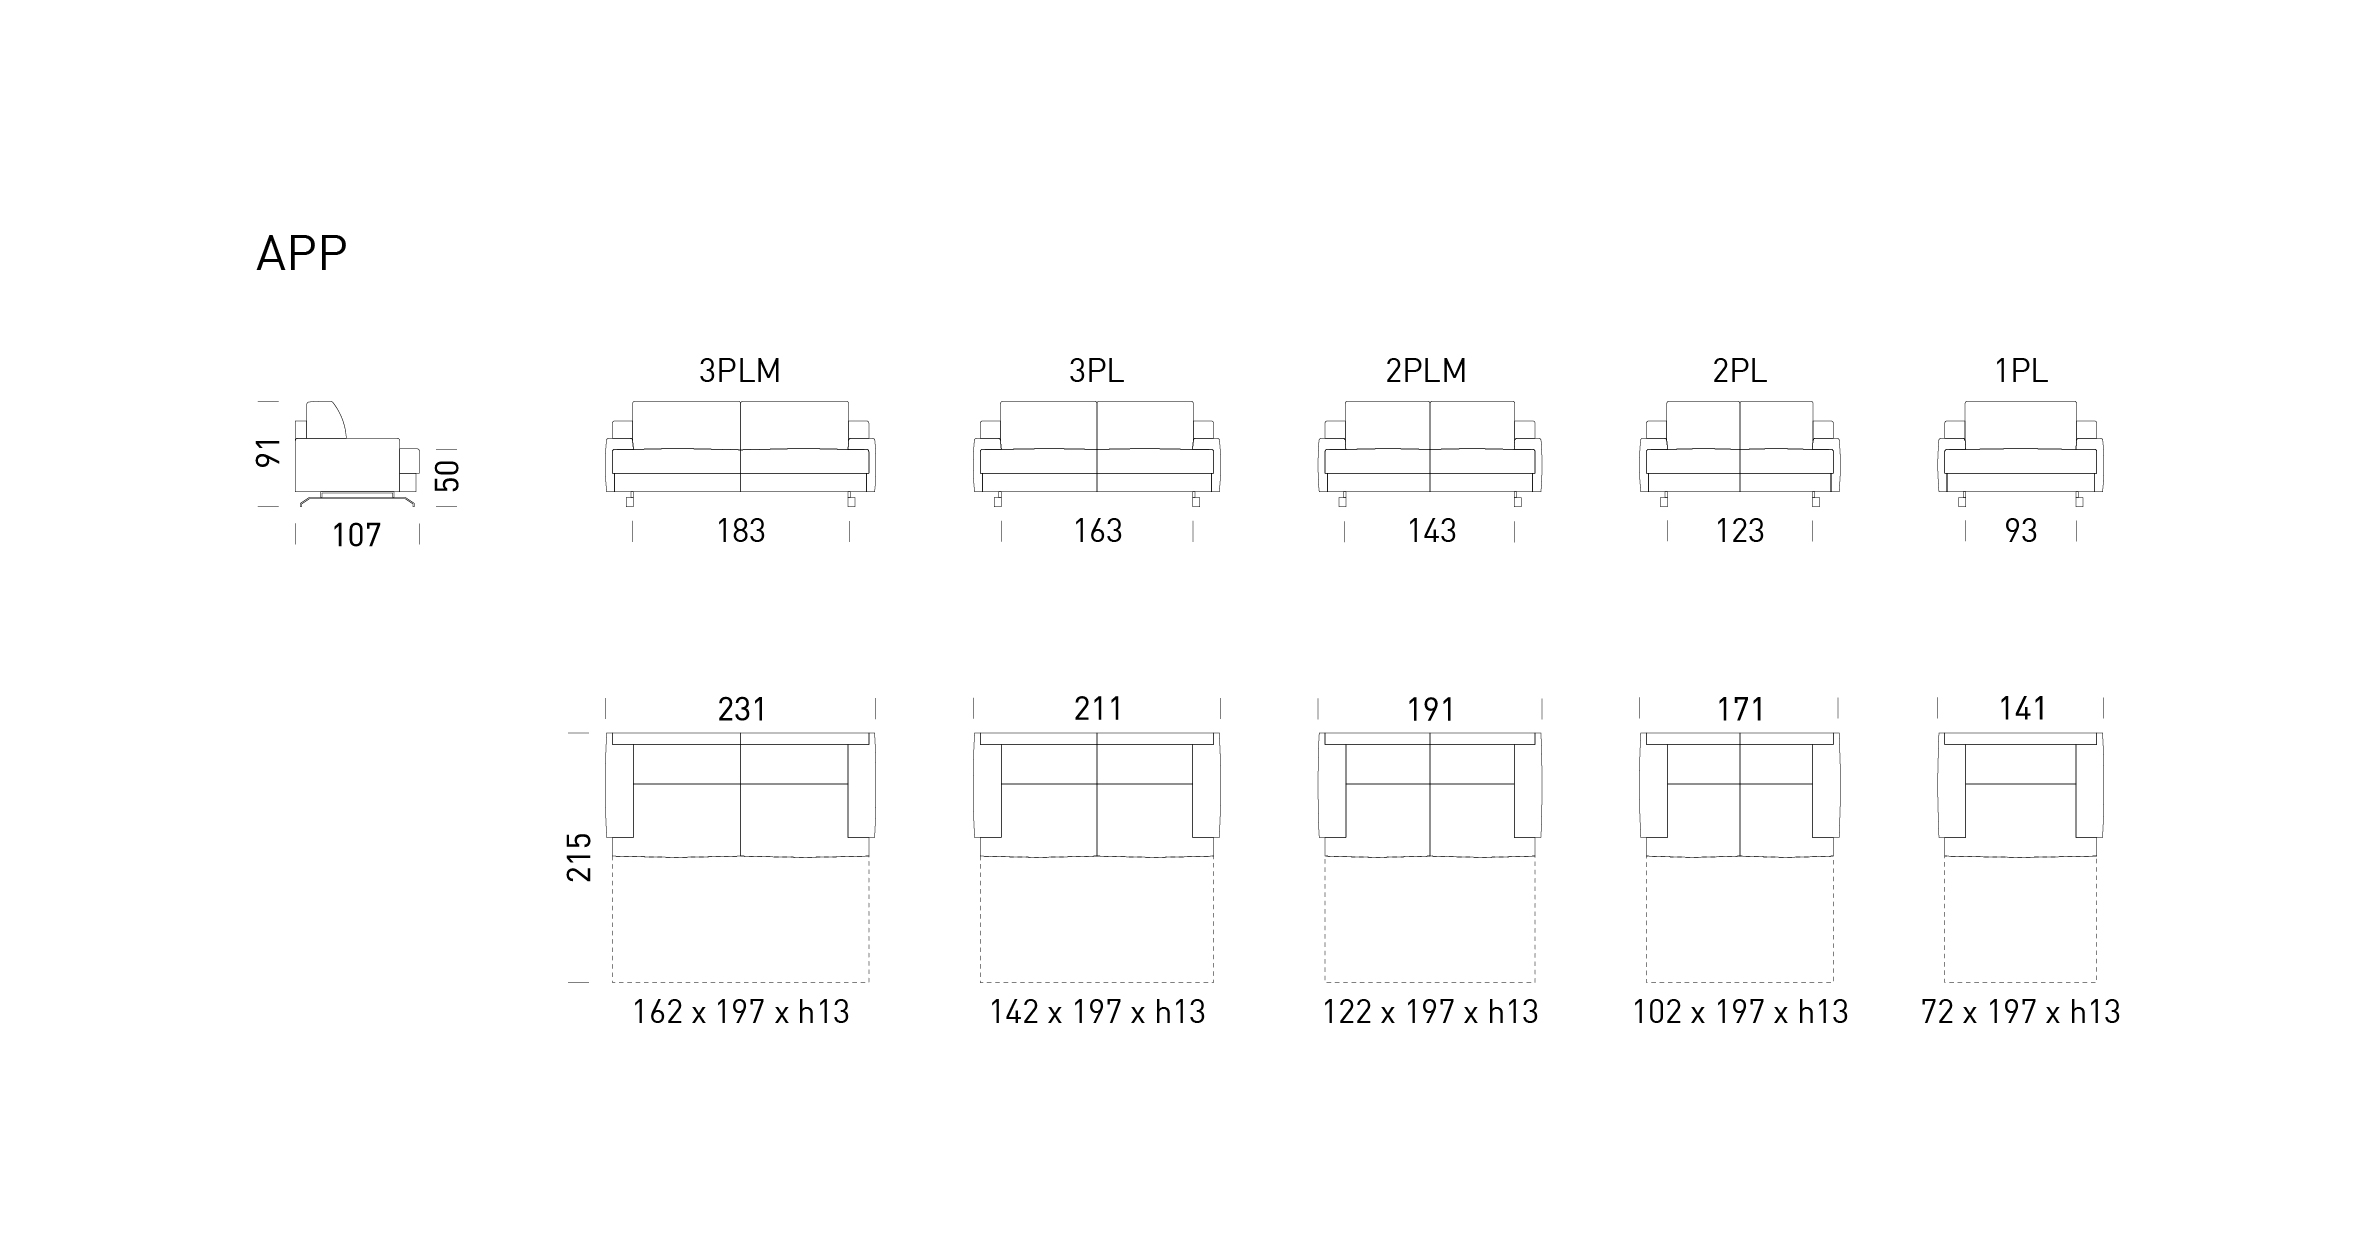 APP
3PLM 3PL 2PLM 2PL 1PL
91 50
107 183 163 143 123 93
231 211 191 171 141
215
162 x 197 x h13 142 x 197 x h13 122 x 197 x h13 102 x 197 x h13 72 x 197 x h13